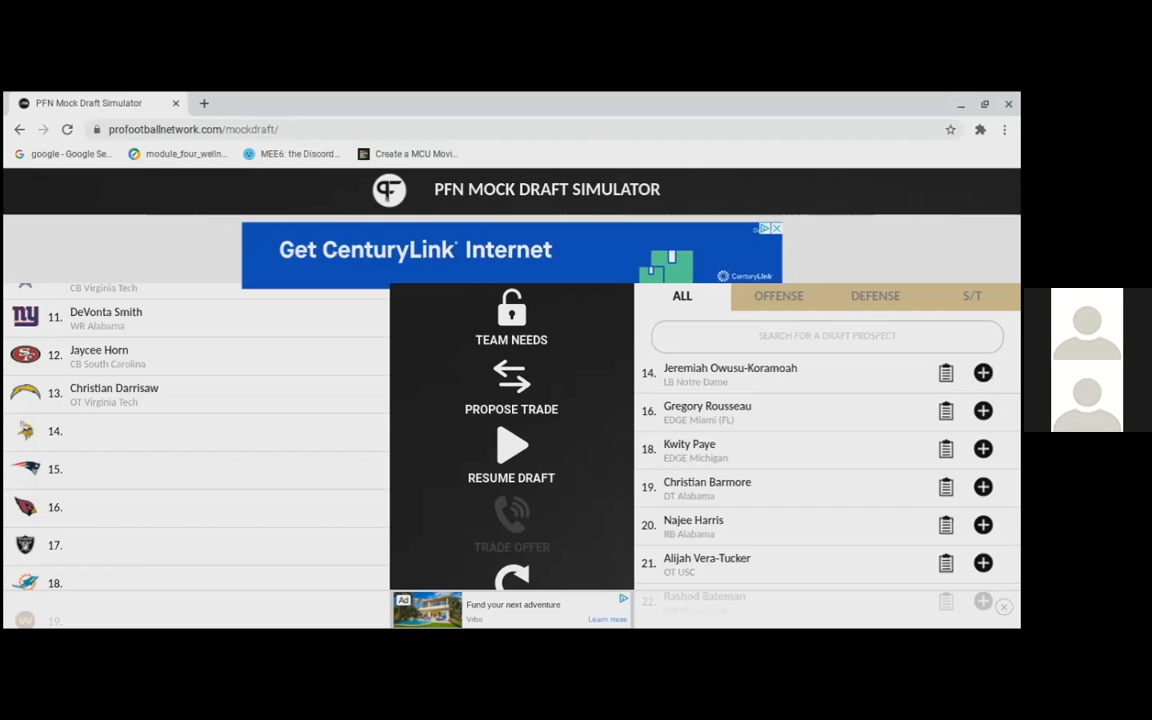 PFN Mock Draft Simulator
profootballnetwork.com/mockdraft/
google - Google Se...
module_four_welln...
MEE6: the Discord...
Create a MCU Movi...
PFN MOCK DRAFT SIMULATOR
Get CenturyLink Internet
CenturyLink
CB Virginia Tech
11. DeVonta Smith
WR Alabama
12. Jaycee Horn
CB South Carolina
13. Christian Darrisaw
OT Virginia Tech
14.
15.
16.
17.
18.
19.
TEAM NEEDS
PROPOSE TRADE
RESUME DRAFT
TRADE OFFER
Ad
Fund your next adventure
Vrbo
Learn more
ALL OFFENSE DEFENSE S/T
SEARCH FOR A DRAFT PROSPECT
14. Jeremiah Owusu-Koramoah
LB Notre Dame
16. Gregory Rousseau
EDGE Miami (FL)
18. Kwity Paye
EDGE Michigan
19. Christian Barmore
DT Alabama
20. Najee Harris
RB Alabama
21. Alijah Vera-Tucker
OT USC
22. Rashod Bateman